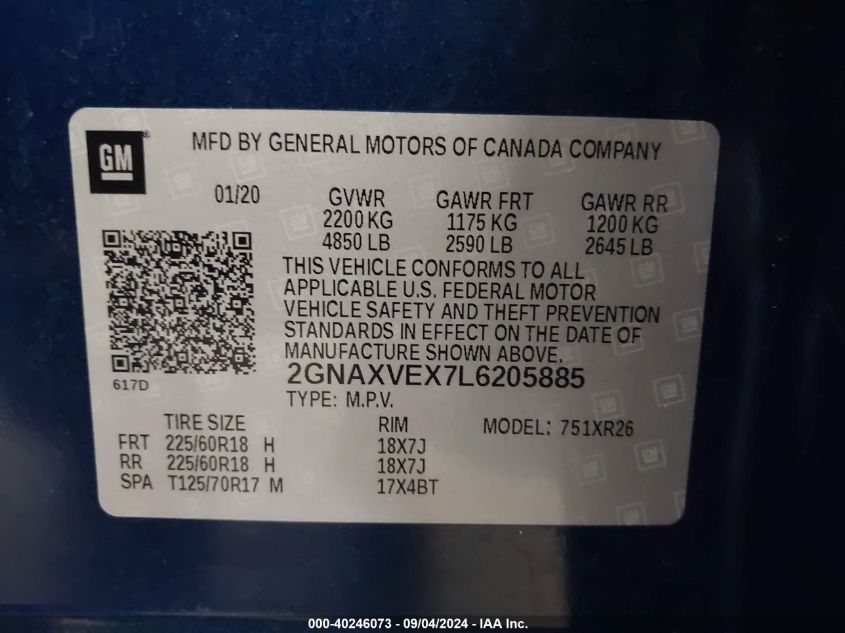 GM ®
MFD BY GENERAL MOTORS OF CANADA COMPANY
01/20 GVWR GAWR FRT GAWR RR
2200 KG 1175 KG 1200 KG
4850 LB 2590 LB 2645 LB
THIS VEHICLE CONFORMS TO ALL
APPLICABLE U.S. FEDERAL MOTOR
VEHICLE SAFETY AND THEFT PREVENTION
STANDARDS IN EFFECT ON THE DATE OF
MANUFACTURE SHOWN ABOVE.
617D
2GNAXVEX7L6205885
TYPE: M.P.V.
TIRE SIZE RIM MODEL: 751XR26
FRT 225/60R18 H 18X7J
RR 225/60R18 H 18X7J
SPA T125/70R17 M 17X4BT
000-40246073 - 09/04/2024 - IAA Inc.